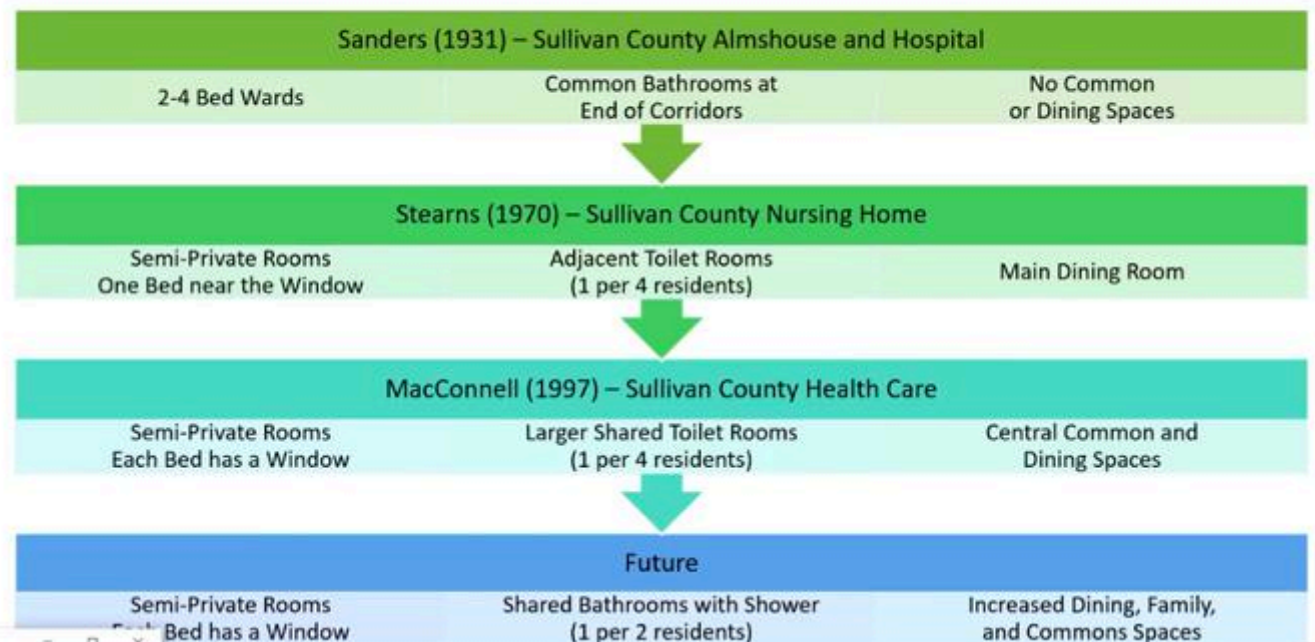 Sanders (1931) – Sullivan County Almshouse and Hospital
2-4 Bed Wards
Common Bathrooms at
End of Corridors
No Common
or Dining Spaces
Stearns (1970) – Sullivan County Nursing Home
Semi-Private Rooms
One Bed near the Window
Adjacent Toilet Rooms
(1 per 4 residents)
Main Dining Room
MacConnell (1997) – Sullivan County Health Care
Semi-Private Rooms
Each Bed has a Window
Larger Shared Toilet Rooms
(1 per 4 residents)
Central Common and
Dining Spaces
Future
Semi-Private Rooms
Bed has a Window
Shared Bathrooms with Shower
(1 per 2 residents)
Increased Dining, Family,
and Commons Spaces